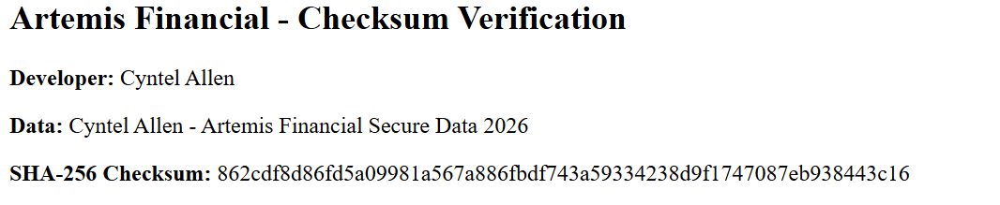 Artemis Financial - Checksum Verification
Developer: Cyntel Allen
Data: Cyntel Allen - Artemis Financial Secure Data 2026
SHA-256 Checksum: 862cdf8d86fd5a09981a567a886fbdf743a59334238d9f1747087eb938443c16